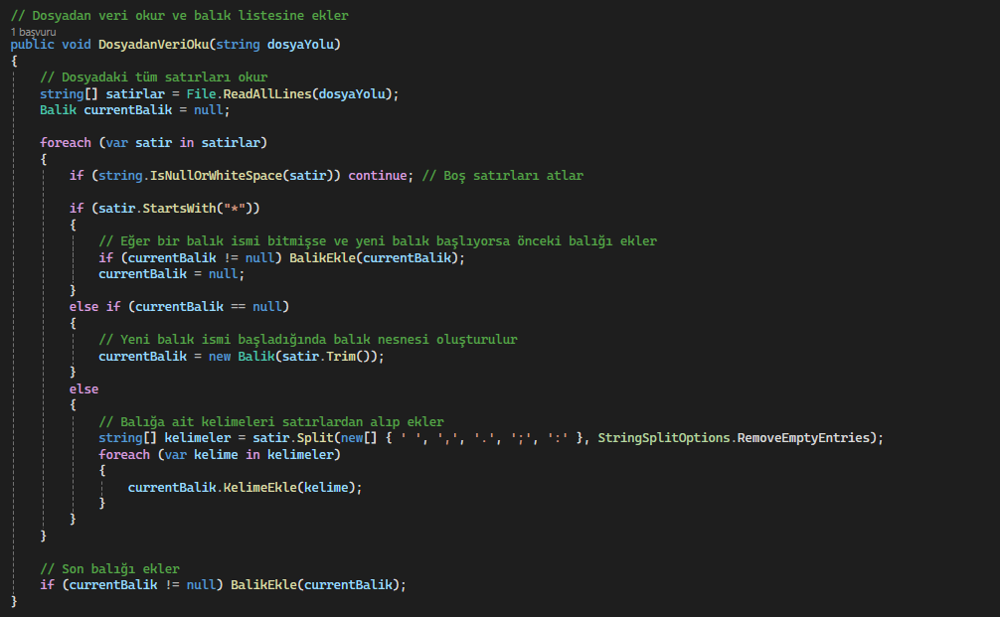 // Dosyadan veri okur ve balık listesine ekler
1 başvuru
public void DosyadanVeriOku(string dosyaYolu)
{
    // Dosyadaki tüm satırları okur
    string[] satirlar = File.ReadAllLines(dosyaYolu);
    Balik currentBalik = null;

    foreach (var satir in satirlar)
    {
        if (string.IsNullOrWhiteSpace(satir)) continue; // Boş satırları atlar

        if (satir.StartsWith("*"))
        {
            // Eğer bir balık ismi bitmişse ve yeni balık başlıyorsa önceki balığı ekler
            if (currentBalik != null) BalikEkle(currentBalik);
            currentBalik = null;
        }
        else if (currentBalik == null)
        {
            // Yeni balık ismi başladığında balık nesnesi oluşturulur
            currentBalik = new Balik(satir.Trim());
        }
        else
        {
            // Balığa ait kelimeleri satırlardan alıp ekler
            string[] kelimeler = satir.Split(new[] { ' ', ',', '.', ';', ':' }, StringSplitOptions.RemoveEmptyEntries);
            foreach (var kelime in kelimeler)
            {
                currentBalik.KelimeEkle(kelime);
            }
        }
    }

    // Son balığı ekler
    if (currentBalik != null) BalikEkle(currentBalik);
}